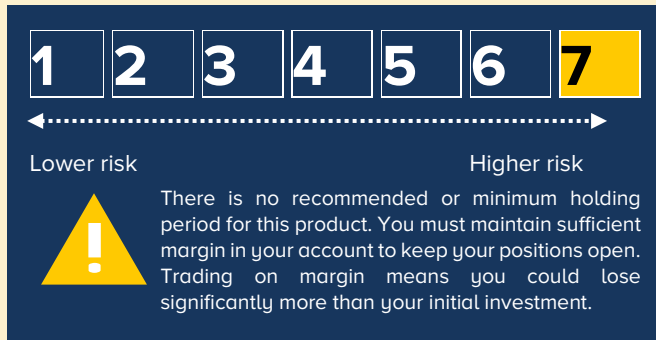 1 2 3 4 5 6 7
Lower risk Higher risk
There is no recommended or minimum holding
period for this product. You must maintain sufficient
margin in your account to keep your positions open.
Trading on margin means you could lose
significantly more than your initial investment.